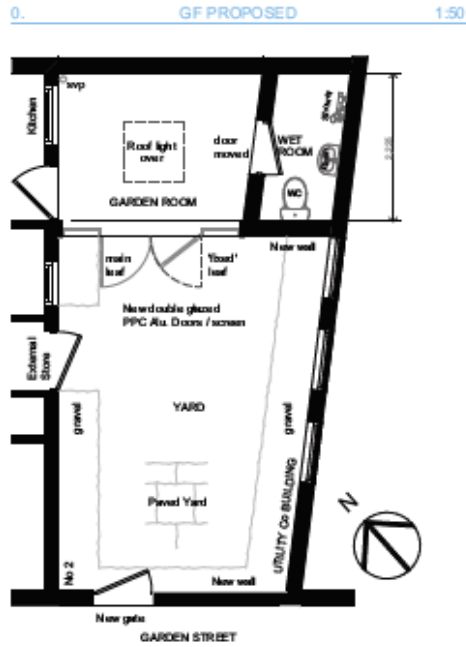 0. GF PROPOSED 1:50
svp
Kitchen
Roof light
over
door
moved
WET
ROOM
WC
GARDEN ROOM
New wall
main
leaf
'fixed'
leaf
New double glazed
PPC Alu. Doors / screen
External
Store
gravel
YARD
gravel
Paved Yard
UTILITY Co BUILDING
N
No 2
New wall
New gate
GARDEN STREET